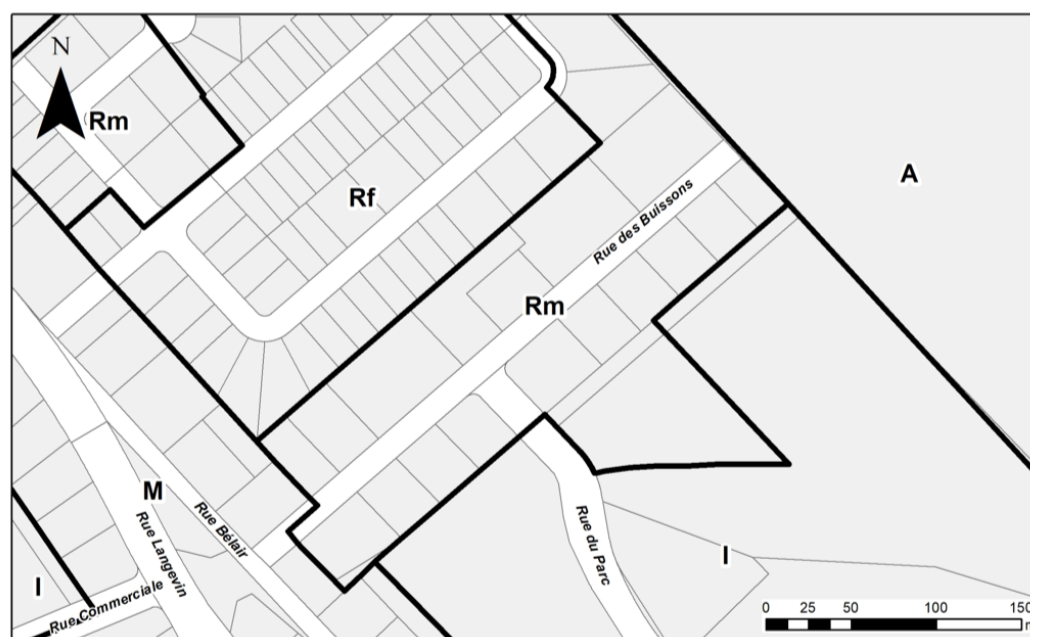 N
Rm
Rf
A
Rue des Buissons
Rm
M
Rue Bélair
Rue Langevin
Rue du Parc
I
I
Rue Commerciale
0 25 50 100 150